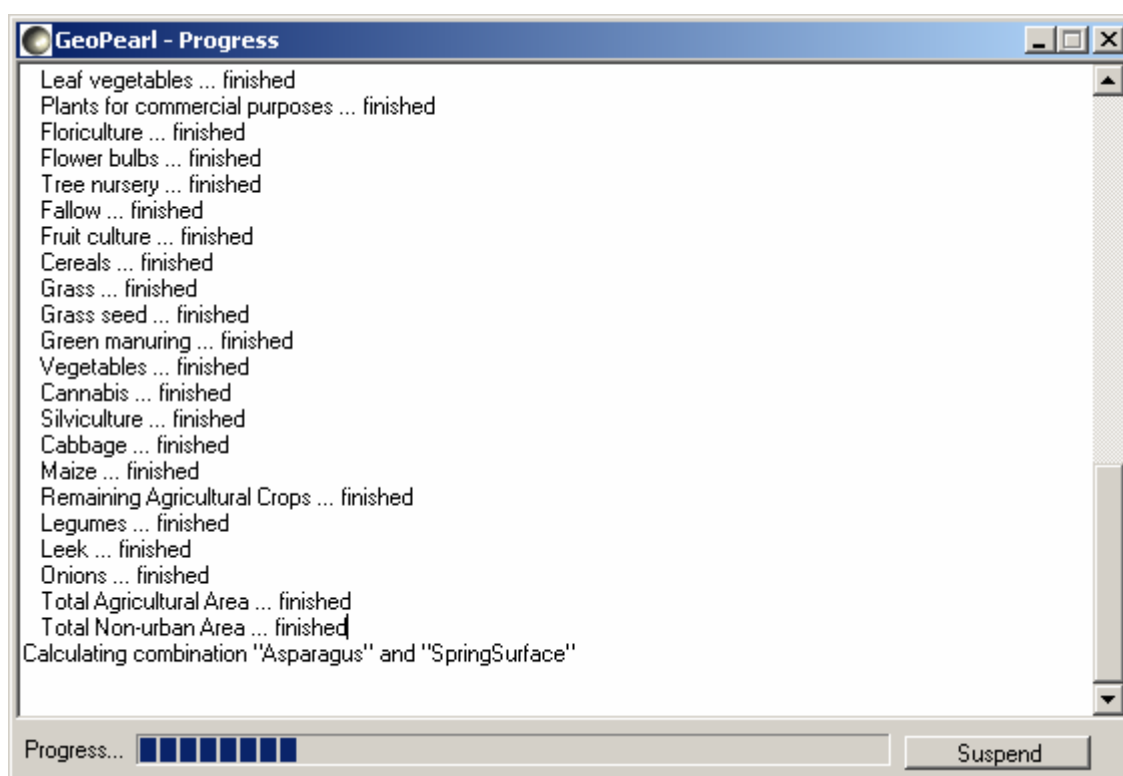 GeoPearl - Progress
Leaf vegetables ... finished
Plants for commercial purposes ... finished
Floriculture ... finished
Flower bulbs ... finished
Tree nursery ... finished
Fallow ... finished
Fruit culture ... finished
Cereals ... finished
Grass ... finished
Grass seed ... finished
Green manuring ... finished
Vegetables ... finished
Cannabis ... finished
Silviculture ... finished
Cabbage ... finished
Maize ... finished
Remaining Agricultural Crops ... finished
Legumes ... finished
Leek ... finished
Onions ... finished
Total Agricultural Area ... finished
Total Non-urban Area ... finished
Calculating combination "Asparagus" and "SpringSurface"
Progress... Suspend